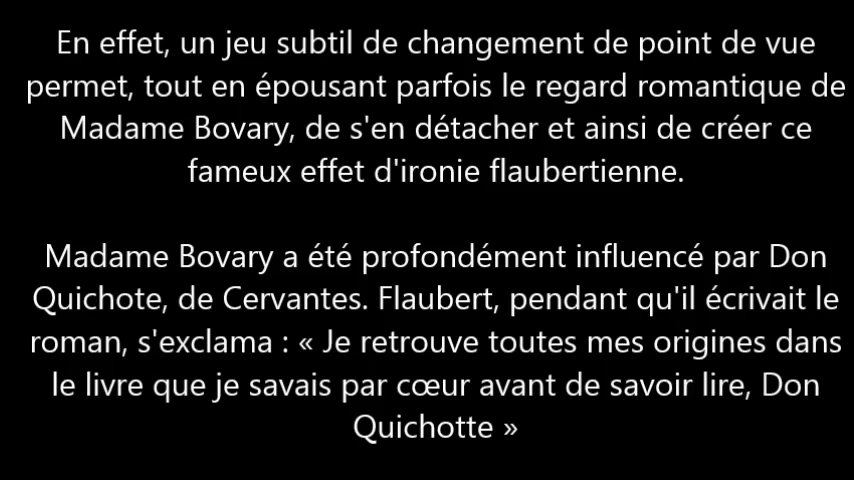 En effet, un jeu subtil de changement de point de vue
permet, tout en épousant parfois le regard romantique de
Madame Bovary, de s'en détacher et ainsi de créer ce
fameux effet d'ironie flaubertienne.
Madame Bovary a été profondément influencé par Don
Quichote, de Cervantes. Flaubert, pendant qu'il écrivait le
roman, s'exclama : « Je retrouve toutes mes origines dans
le livre que je savais par cœur avant de savoir lire, Don
Quichotte »